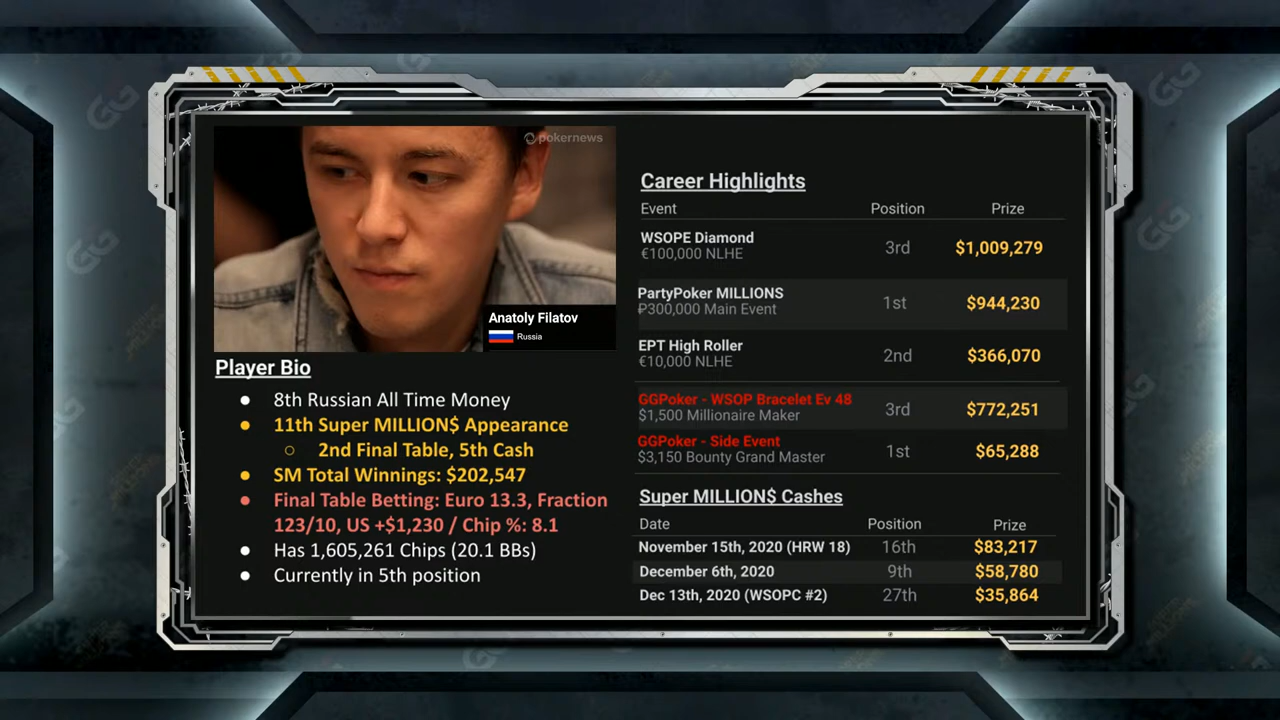 pokernews
Anatoly Filatov
Russia
Player Bio
● 8th Russian All Time Money
● 11th Super MILLION$ Appearance
○ 2nd Final Table, 5th Cash
● SM Total Winnings: $202,547
● Final Table Betting: Euro 13.3, Fraction
123/10, US +$1,230 / Chip %: 8.1
● Has 1,605,261 Chips (20.1 BBs)
● Currently in 5th position
Career Highlights
Event Position Prize
WSOPE Diamond
€100,000 NLHE 3rd $1,009,279
PartyPoker MILLIONS
₽300,000 Main Event 1st $944,230
EPT High Roller
€10,000 NLHE 2nd $366,070
GGPoker - WSOP Bracelet Ev 48
$1,500 Millionaire Maker 3rd $772,251
GGPoker - Side Event
$3,150 Bounty Grand Master 1st $65,288
Super MILLION$ Cashes
Date Position Prize
November 15th, 2020 (HRW 18) 16th $83,217
December 6th, 2020 9th $58,780
Dec 13th, 2020 (WSOPC #2) 27th $35,864